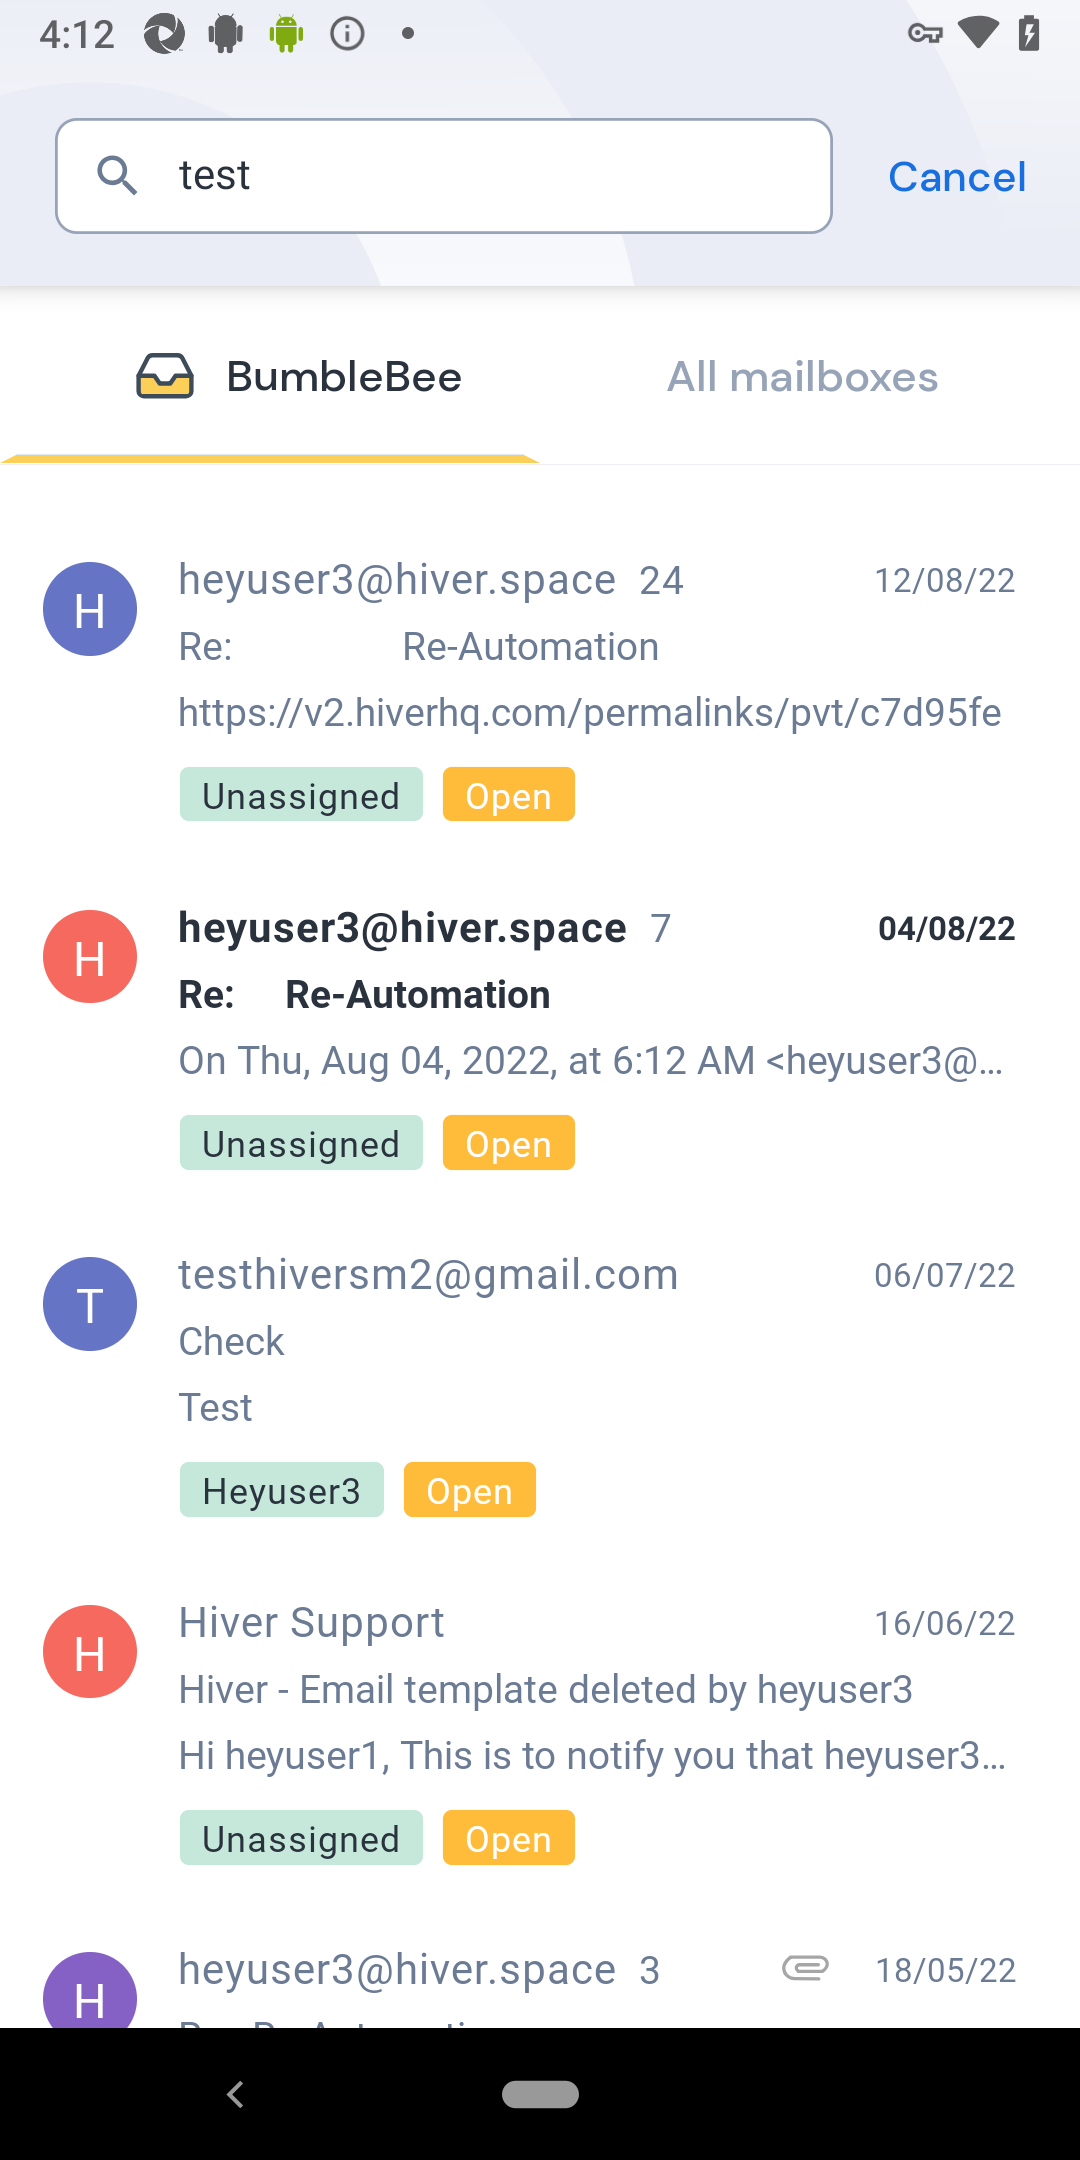 4:12
test
Cancel
BumbleBee
All mailboxes
H
heyuser3@hiver.space 24
12/08/22
Re: Re-Automation
https://v2.hiverhq.com/permalinks/pvt/c7d95fe
Unassigned
Open
H
heyuser3@hiver.space 7
04/08/22
Re: Re-Automation
On Thu, Aug 04, 2022, at 6:12 AM <heyuser3@...
Unassigned
Open
T
testhiversm2@gmail.com
06/07/22
Check
Test
Heyuser3
Open
H
Hiver Support
16/06/22
Hiver - Email template deleted by heyuser3
Hi heyuser1, This is to notify you that heyuser3...
Unassigned
Open
H
heyuser3@hiver.space 3
18/05/22